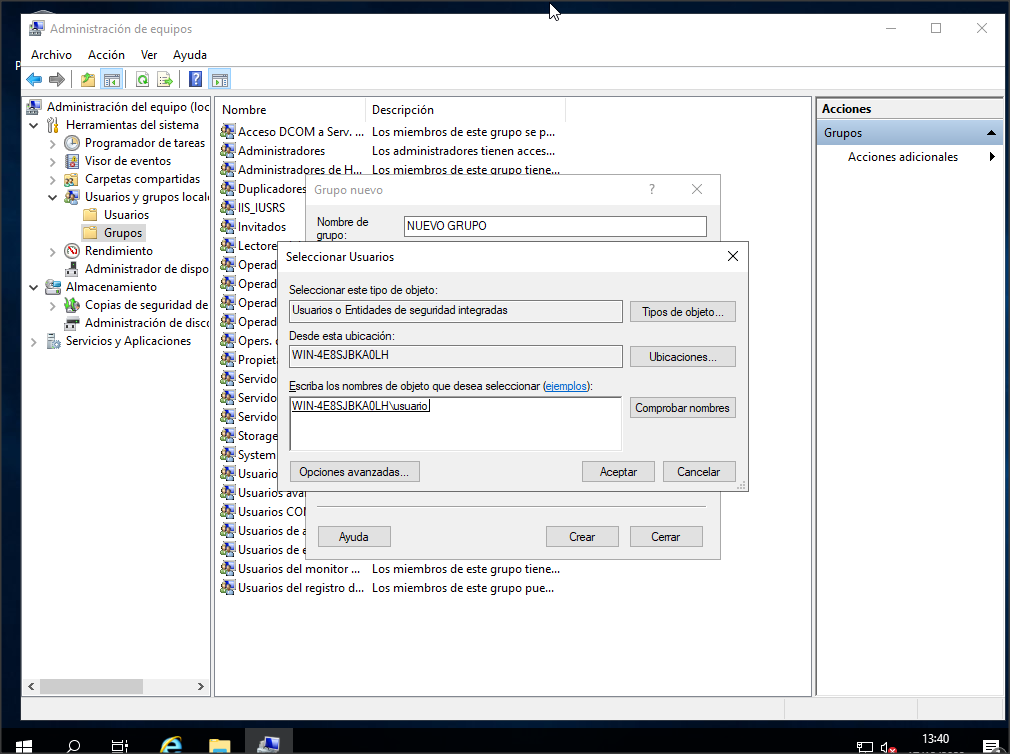 Administración de equipos
Archivo Acción Ver Ayuda
Administración del equipo (loc
Herramientas del sistema
Programador de tareas
Visor de eventos
Carpetas compartidas
Usuarios y grupos locale
Usuarios
Grupos
Rendimiento
Administrador de dispo
Almacenamiento
Copias de seguridad de
Administración de disco
Servicios y Aplicaciones
Nombre Descripción
Acceso DCOM a Serv. ... Los miembros de este grupo se p...
Administradores Los administradores tienen acces...
Administradores de H... Los miembros de este grupo tiene...
Duplicadores
IIS_IUSRS
Invitados
Lectores
Operad
Operad
Operad
Operad
Opers.
Propieta
Servido
Servido
Servido
Storage
System
Usuario
Usuarios ava
Usuarios COM
Usuarios de a
Usuarios de e
Usuarios del monitor ... Los miembros de este grupo tiene...
Usuarios del registro d... Los miembros de este grupo pue...
Grupo nuevo ?
Nombre de
grupo:
NUEVO GRUPO
Seleccionar Usuarios
Seleccionar este tipo de objeto:
Usuarios o Entidades de seguridad integradas Tipos de objeto...
Desde esta ubicación:
WIN-4E8SJBKA0LH Ubicaciones...
Escriba los nombres de objeto que desea seleccionar (ejemplos):
WIN-4E8SJBKA0LH\usuario Comprobar nombres
Opciones avanzadas... Aceptar Cancelar
Ayuda Crear Cerrar
Acciones
Grupos
Acciones adicionales
13:40